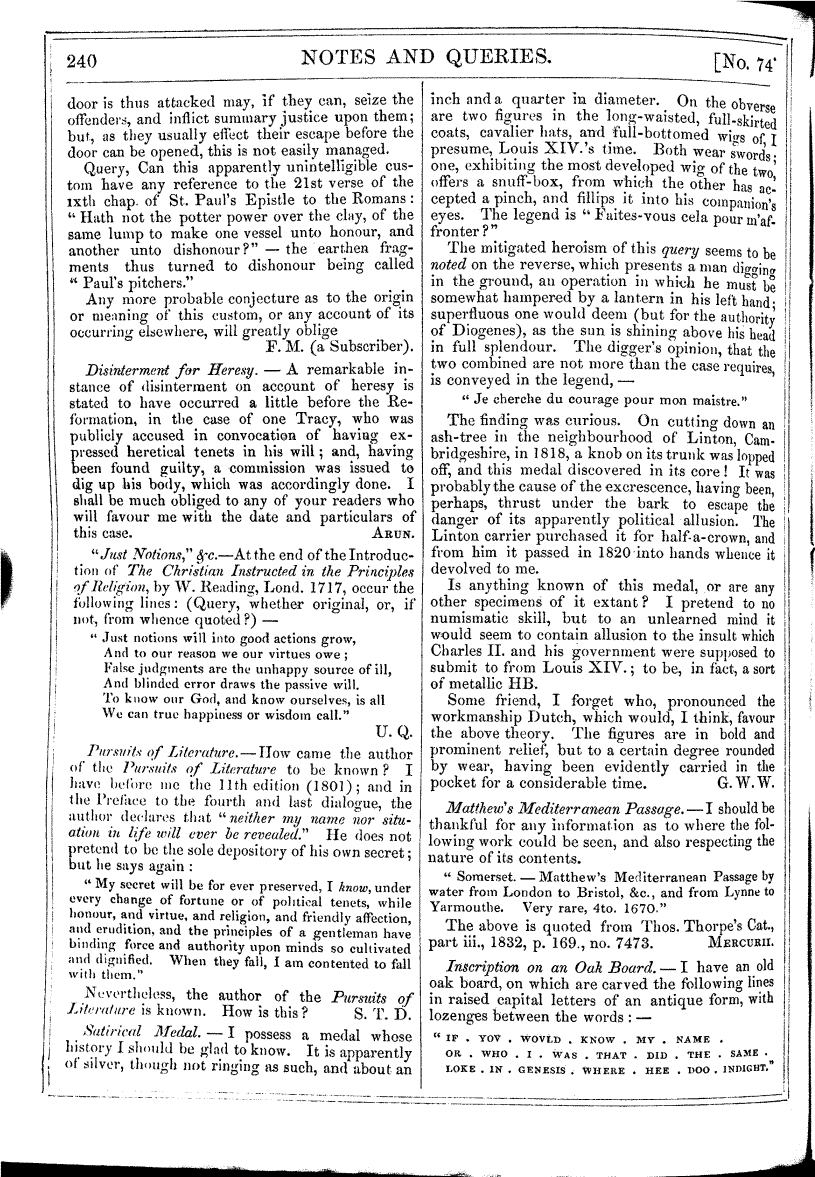 240
NOTES AND QUERIES.
[No. 74
door is thus attacked may, if they can, seize the
offenders, and inflict summary justice upon them;
but, as they usually effect their escape before the
door can be opened, this is not easily managed.
Query, Can this apparently unintelligible cus-
tom have any reference to the 21st verse of the
IXth chap. of St. Paul's Epistle to the Romans:
"Hath not the potter power over the clay, of the
same lump to make one vessel unto honour, and
another unto dishonour?" — the earthen frag-
ments thus turned to dishonour being called
"Paul's pitchers."
Any more probable conjecture as to the origin
or meaning of this custom, or any account of its
occurring elsewhere, will greatly oblige
F. M. (a Subscriber).
Disinterment for Heresy. — A remarkable in-
stance of disinterment on account of heresy is
stated to have occurred a little before the Re-
formation, in the case of one Tracy, who was
publicly accused in convocation of having ex-
pressed heretical tenets in his will; and, having
been found guilty, a commission was issued to
dig up his body, which was accordingly done. I
shall be much obliged to any of your readers who
will favour me with the date and particulars of
this case. ARUN.
"Just Notions," &c.—At the end of the Introduc-
tion of The Christian Instructed in the Principles
of Religion, by W. Reading, Lond. 1717, occur the
following lines: (Query, whether original, or, if
not, from whence quoted?) —
"Just notions will into good actions grow,
And to our reason we our virtues owe;
False judgments are the unhappy source of ill,
And blinded error draws the passive will.
To know our God, and know ourselves, is all
We can true happiness or wisdom call."
U. Q.
Pursuits of Literature.—How came the author
of the Pursuits of Literature to be known? I
have before me the 11th edition (1801); and in
the Preface to the fourth and last dialogue, the
author declares that "neither my name nor situ-
ation in life will ever be revealed." He does not
pretend to be the sole depository of his own secret;
but he says again:
"My secret will be for ever preserved, I know, under
every change of fortune or of political tenets, while
honour, and virtue, and religion, and friendly affection,
and erudition, and the principles of a gentleman have
binding force and authority upon minds so cultivated
and dignified. When they fall, I am contented to fall
with them."
Nevertheless, the author of the Pursuits of
Literature is known. How is this? S. T. D.
Satirical Medal. — I possess a medal whose
history I should be glad to know. It is apparently
of silver, though not ringing as such, and about an
inch and a quarter in diameter. On the obverse
are two figures in the long-waisted, full-skirted
coats, cavalier hats, and full-bottomed wigs of, I
presume, Louis XIV.'s time. Both wear swords;
one, exhibiting the most developed wig of the two,
offers a snuff-box, from which the other has ac-
cepted a pinch, and fillips it into his companion's
eyes. The legend is "Faites-vous cela pour m'af-
fronter?"
The mitigated heroism of this query seems to be
noted on the reverse, which presents a man digging
in the ground, an operation in which he must be
somewhat hampered by a lantern in his left hand;
superfluous one would deem (but for the authority
of Diogenes), as the sun is shining above his head
in full splendour. The digger's opinion, that the
two combined are not more than the case requires,
is conveyed in the legend, —
"Je cherche du courage pour mon maistre."
The finding was curious. On cutting down an
ash-tree in the neighbourhood of Linton, Cam-
bridgeshire, in 1818, a knob on its trunk was lopped
off, and this medal discovered in its core! It was
probably the cause of the excrescence, having been,
perhaps, thrust under the bark to escape the
danger of its apparently political allusion. The
Linton carrier purchased it for half-a-crown, and
from him it passed in 1820 into hands whence it
devolved to me.
Is anything known of this medal, or are any
other specimens of it extant? I pretend to no
numismatic skill, but to an unlearned mind it
would seem to contain allusion to the insult which
Charles II. and his government were supposed to
submit to from Louis XIV.; to be, in fact, a sort
of metallic HB.
Some friend, I forget who, pronounced the
workmanship Dutch, which would, I think, favour
the above theory. The figures are in bold and
prominent relief, but to a certain degree rounded
by wear, having been evidently carried in the
pocket for a considerable time. G. W. W.
Matthew's Mediterranean Passage.—I should be
thankful for any information as to where the fol-
lowing work could be seen, and also respecting the
nature of its contents.
"Somerset. — Matthew's Mediterranean Passage by
water from London to Bristol, &c., and from Lynne to
Yarmouthe. Very rare, 4to. 1670."
The above is quoted from Thos. Thorpe's Cat.,
part iii., 1832, p. 169., no. 7473. MERCURII.
Inscription on an Oak Board. — I have an old
oak board, on which are carved the following lines
in raised capital letters of an antique form, with
lozenges between the words: —
"IF . YOV . WOVLD . KNOW . MY . NAME .
OR . WHO . I . WAS . THAT . DID . THE . SAME .
LOKE . IN . GENESIS . WHERE . HEE . DOO . INDIGHT."